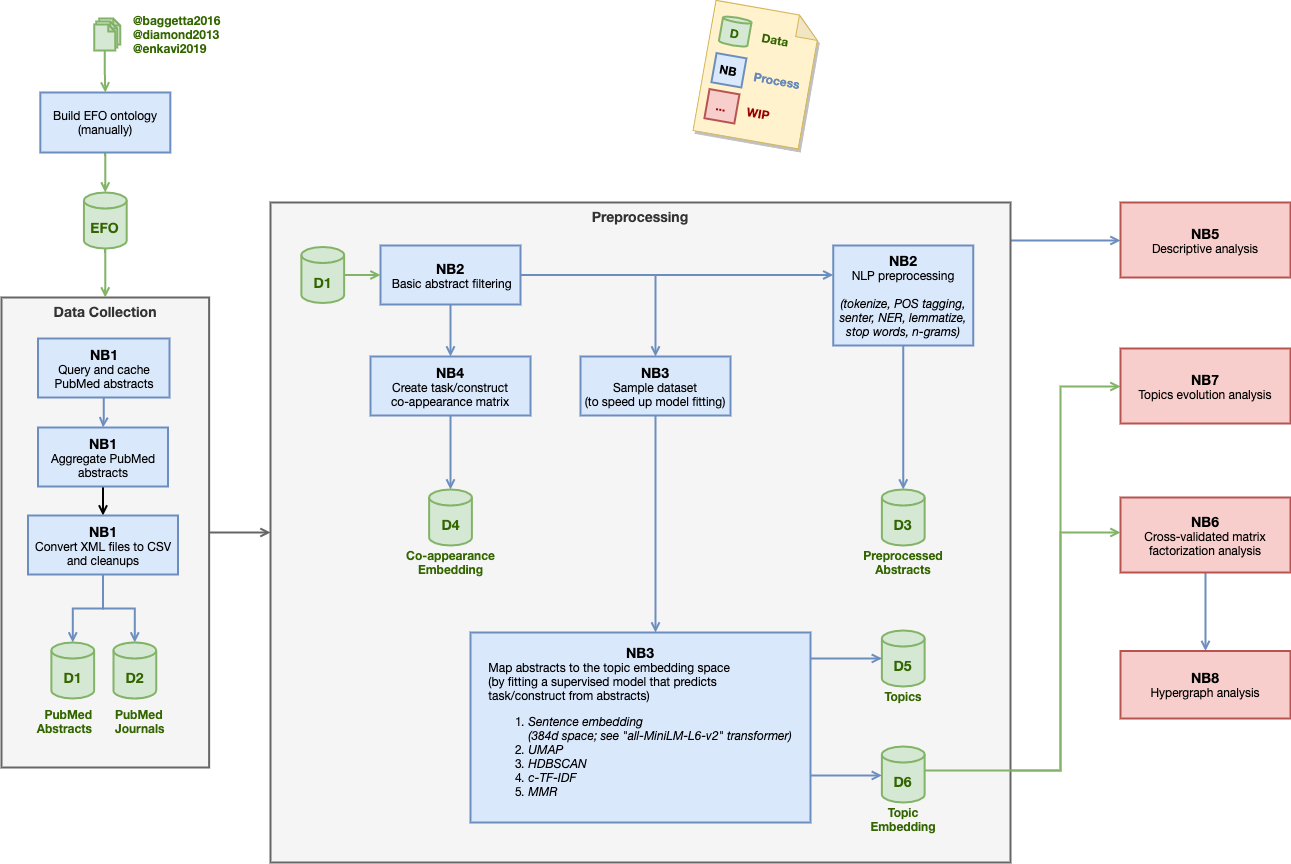 @baggetta2016
@diamond2013
@enkavi2019
Build EFO ontology
(manually)
EFO
D
Data
NB
Process
...
WIP
Data Collection
NB1
Query and cache
PubMed abstracts
NB1
Aggregate PubMed
abstracts
NB1
Convert XML files to CSV
and cleanups
D1
PubMed
Abstracts
D2
PubMed
Journals
Preprocessing
D1
NB2
Basic abstract filtering
NB2
NLP preprocessing
(tokenize, POS tagging,
senter, NER, lemmatize,
stop words, n-grams)
NB4
Create task/construct
co-appearance matrix
NB3
Sample dataset
(to speed up model fitting)
D4
Co-appearance
Embedding
D3
Preprocessed
Abstracts
NB3
Map abstracts to the topic embedding space
(by fitting a supervised model that predicts
task/construct from abstracts)
1. Sentence embedding
(384d space; see "all-MiniLM-L6-v2" transformer)
2. UMAP
3. HDBSCAN
4. c-TF-IDF
5. MMR
D5
Topics
D6
Topic
Embedding
NB5
Descriptive analysis
NB7
Topics evolution analysis
NB6
Cross-validated matrix
factorization analysis
NB8
Hypergraph analysis